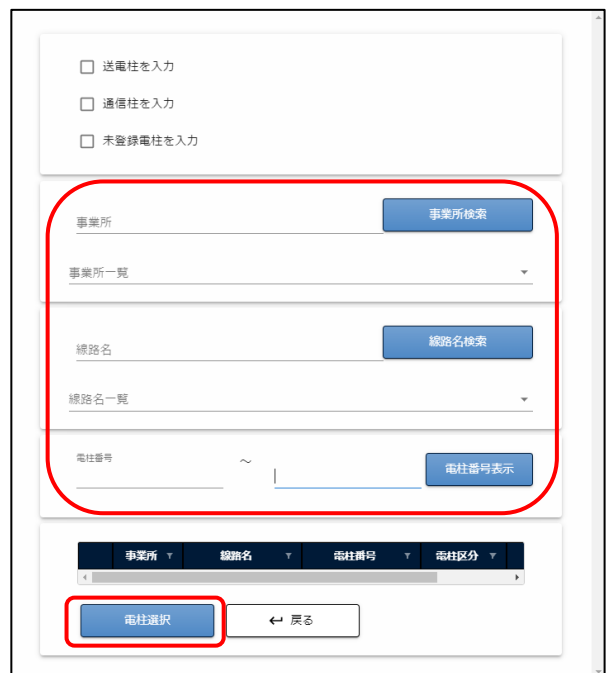 送電柱を入力
通信柱を入力
未登録電柱を入力
事業所 事業所検索
事業所一覧
線路名 線路名検索
線路名一覧
電柱番号 ～ 電柱番号表示
事業所 線路名 電柱番号 電柱区分
電柱選択 戻る